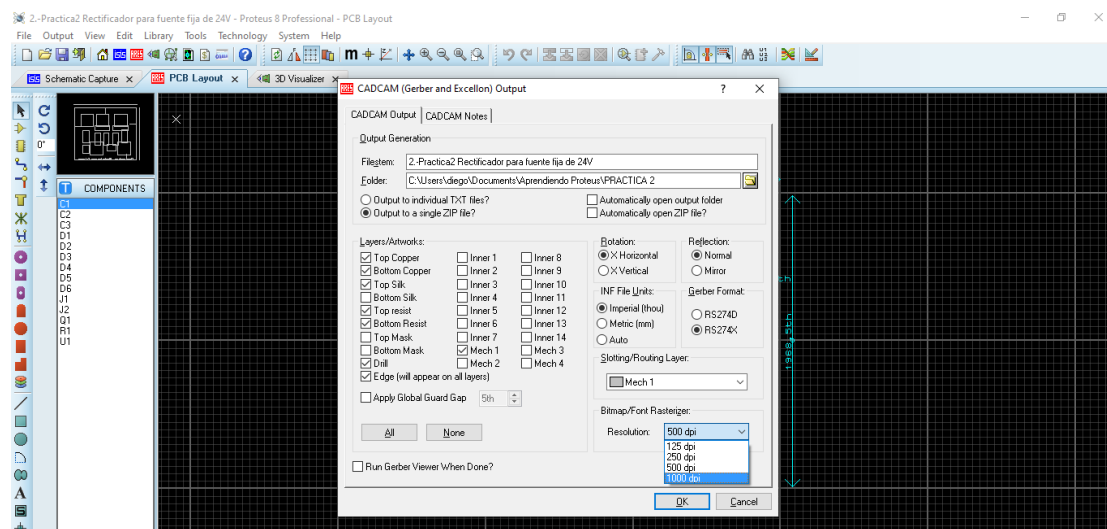 2.-Practica2 Rectificador para fuente fija de 24V - Proteus 8 Professional - PCB Layout
File Output View Edit Library Tools Technology System Help
Schematic Capture PCB Layout 3D Visualizer
CADCAM (Gerber and Excellon) Output
CADCAM Output CADCAM Notes
0°
COMPONENTS
C1
C2
C3
D1
D2
D3
D4
D5
D6
J1
J2
Q1
R1
U1
Output Generation
Filestem: 2.-Practica2 Rectificador para fuente fija de 24V
Folder: C:\Users\diego\Documents\Aprendiendo Proteus\PRACTICA 2
Output to individual TXT files? Automatically open output folder
Output to a single ZIP file? Automatically open ZIP file?
Layers/Artworks:
Top Copper Inner 1 Inner 8
Bottom Copper Inner 2 Inner 9
Top Silk Inner 3 Inner 10
Bottom Silk Inner 4 Inner 11
Top resist Inner 5 Inner 12
Bottom Resist Inner 6 Inner 13
Top Mask Inner 7 Inner 14
Bottom Mask Mech 1 Mech 3
Drill Mech 2 Mech 4
Edge (will appear on all layers)
Apply Global Guard Gap 5th
All None
Run Gerber Viewer When Done?
Rotation:
X Horizontal
X Vertical
Reflection:
Normal
Mirror
INF File Units:
Imperial (thou)
Metric (mm)
Auto
Gerber Format:
RS274D
RS274X
Slotting/Routing Layer:
Mech 1
Bitmap/Font Rasterizer:
Resolution: 500 dpi
125 dpi
250 dpi
500 dpi
1000 dpi
OK Cancel
th
1968.5th